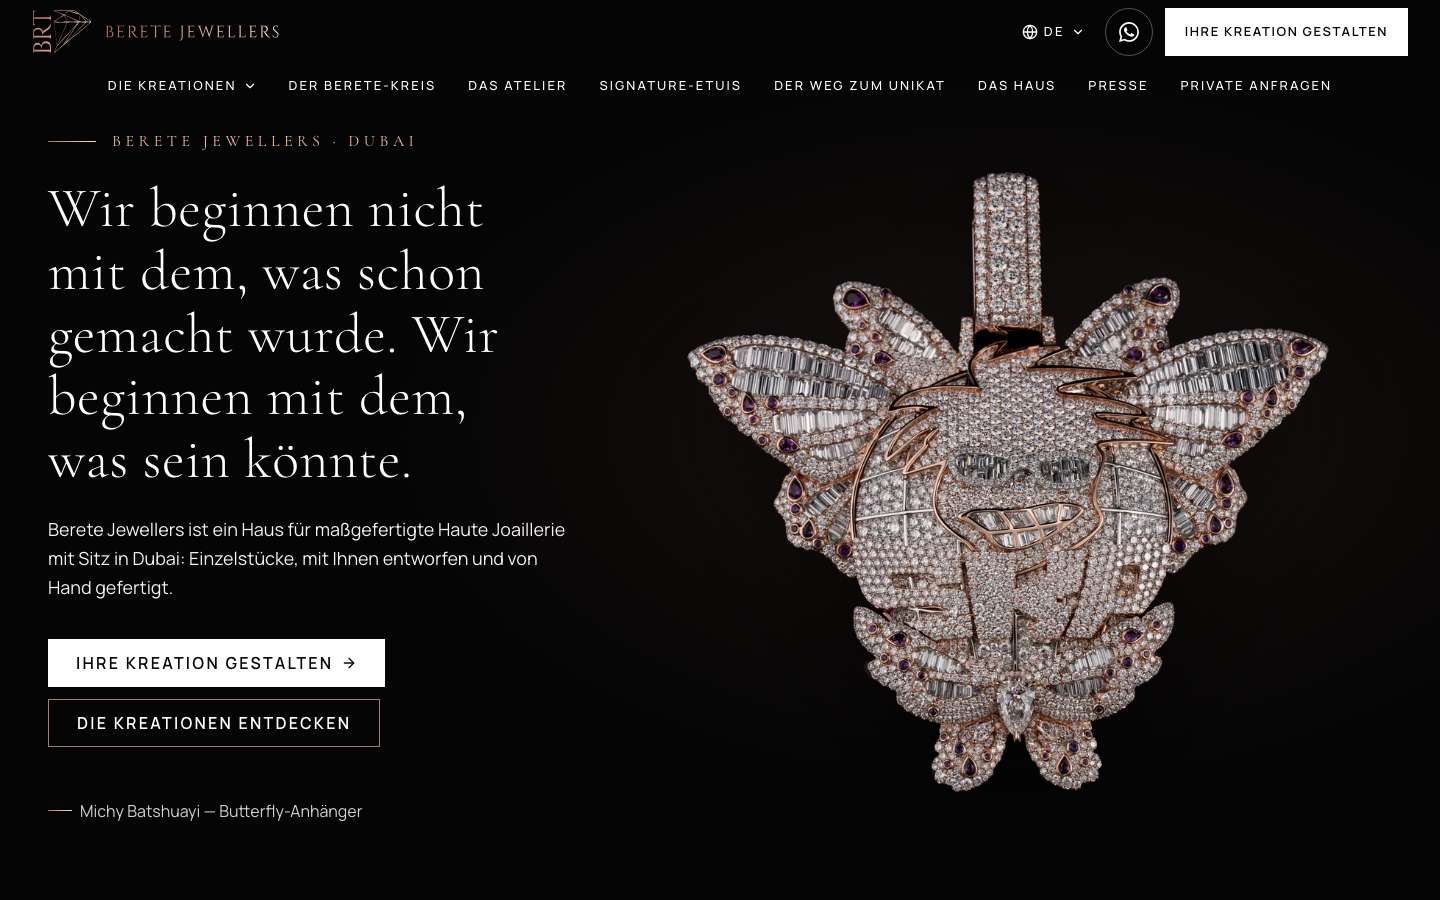 BRT
BERETE JEWELLERS
DE
IHRE KREATION GESTALTEN
DIE KREATIONEN
DER BERETE-KREIS
DAS ATELIER
SIGNATURE-ETUIS
DER WEG ZUM UNIKAT
DAS HAUS
PRESSE
PRIVATE ANFRAGEN
BERETE JEWELLERS · DUBAI
Wir beginnen nicht
mit dem, was schon
gemacht wurde. Wir
beginnen mit dem,
was sein könnte.
Berete Jewellers ist ein Haus für maßgefertigte Haute Joaillerie
mit Sitz in Dubai: Einzelstücke, mit Ihnen entworfen und von
Hand gefertigt.
IHRE KREATION GESTALTEN →
DIE KREATIONEN ENTDECKEN
Michy Batshuayi — Butterfly-Anhänger